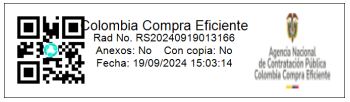 Colombia Compra Eficiente
Rad No. RS20240919013166
Anexos: No Con copia: No
Fecha: 19/09/2024 15:03:14
Agencia Nacional
de Contratación Pública
Colombia Compra Eficiente